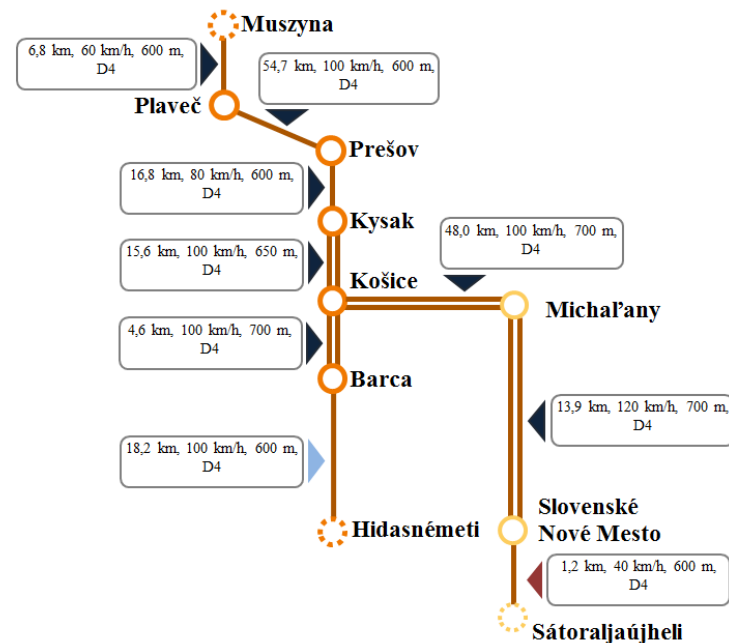 Muszyna
6,8 km, 60 km/h, 600 m,
D4
54,7 km, 100 km/h, 600 m,
D4
Plaveč
Prešov
16,8 km, 80 km/h, 600 m,
D4
Kysak
48,0 km, 100 km/h, 700 m,
D4
15,6 km, 100 km/h, 650 m,
D4
Košice
Michaľany
4,6 km, 100 km/h, 700 m,
D4
Barca
13,9 km, 120 km/h, 700 m,
D4
18,2 km, 100 km/h, 600 m,
D4
Hidasnémeti
Slovenské
Nové Mesto
1,2 km, 40 km/h, 600 m,
D4
Sátoraljaújheli